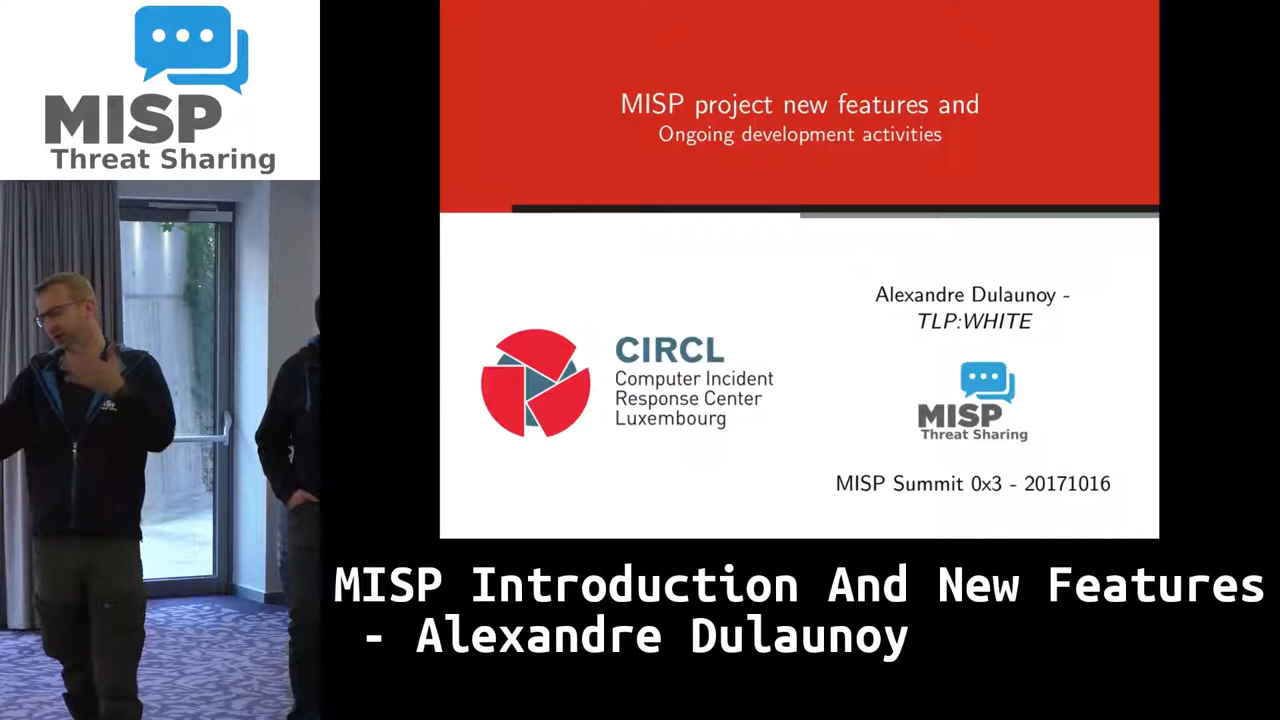 MISP
Threat Sharing
MISP project new features and
Ongoing development activities
Alexandre Dulaunoy -
TLP:WHITE
CIRCL
Computer Incident
Response Center
Luxembourg
MISP
Threat Sharing
MISP Summit 0x3 - 20171016
MISP Introduction And New Features
- Alexandre Dulaunoy